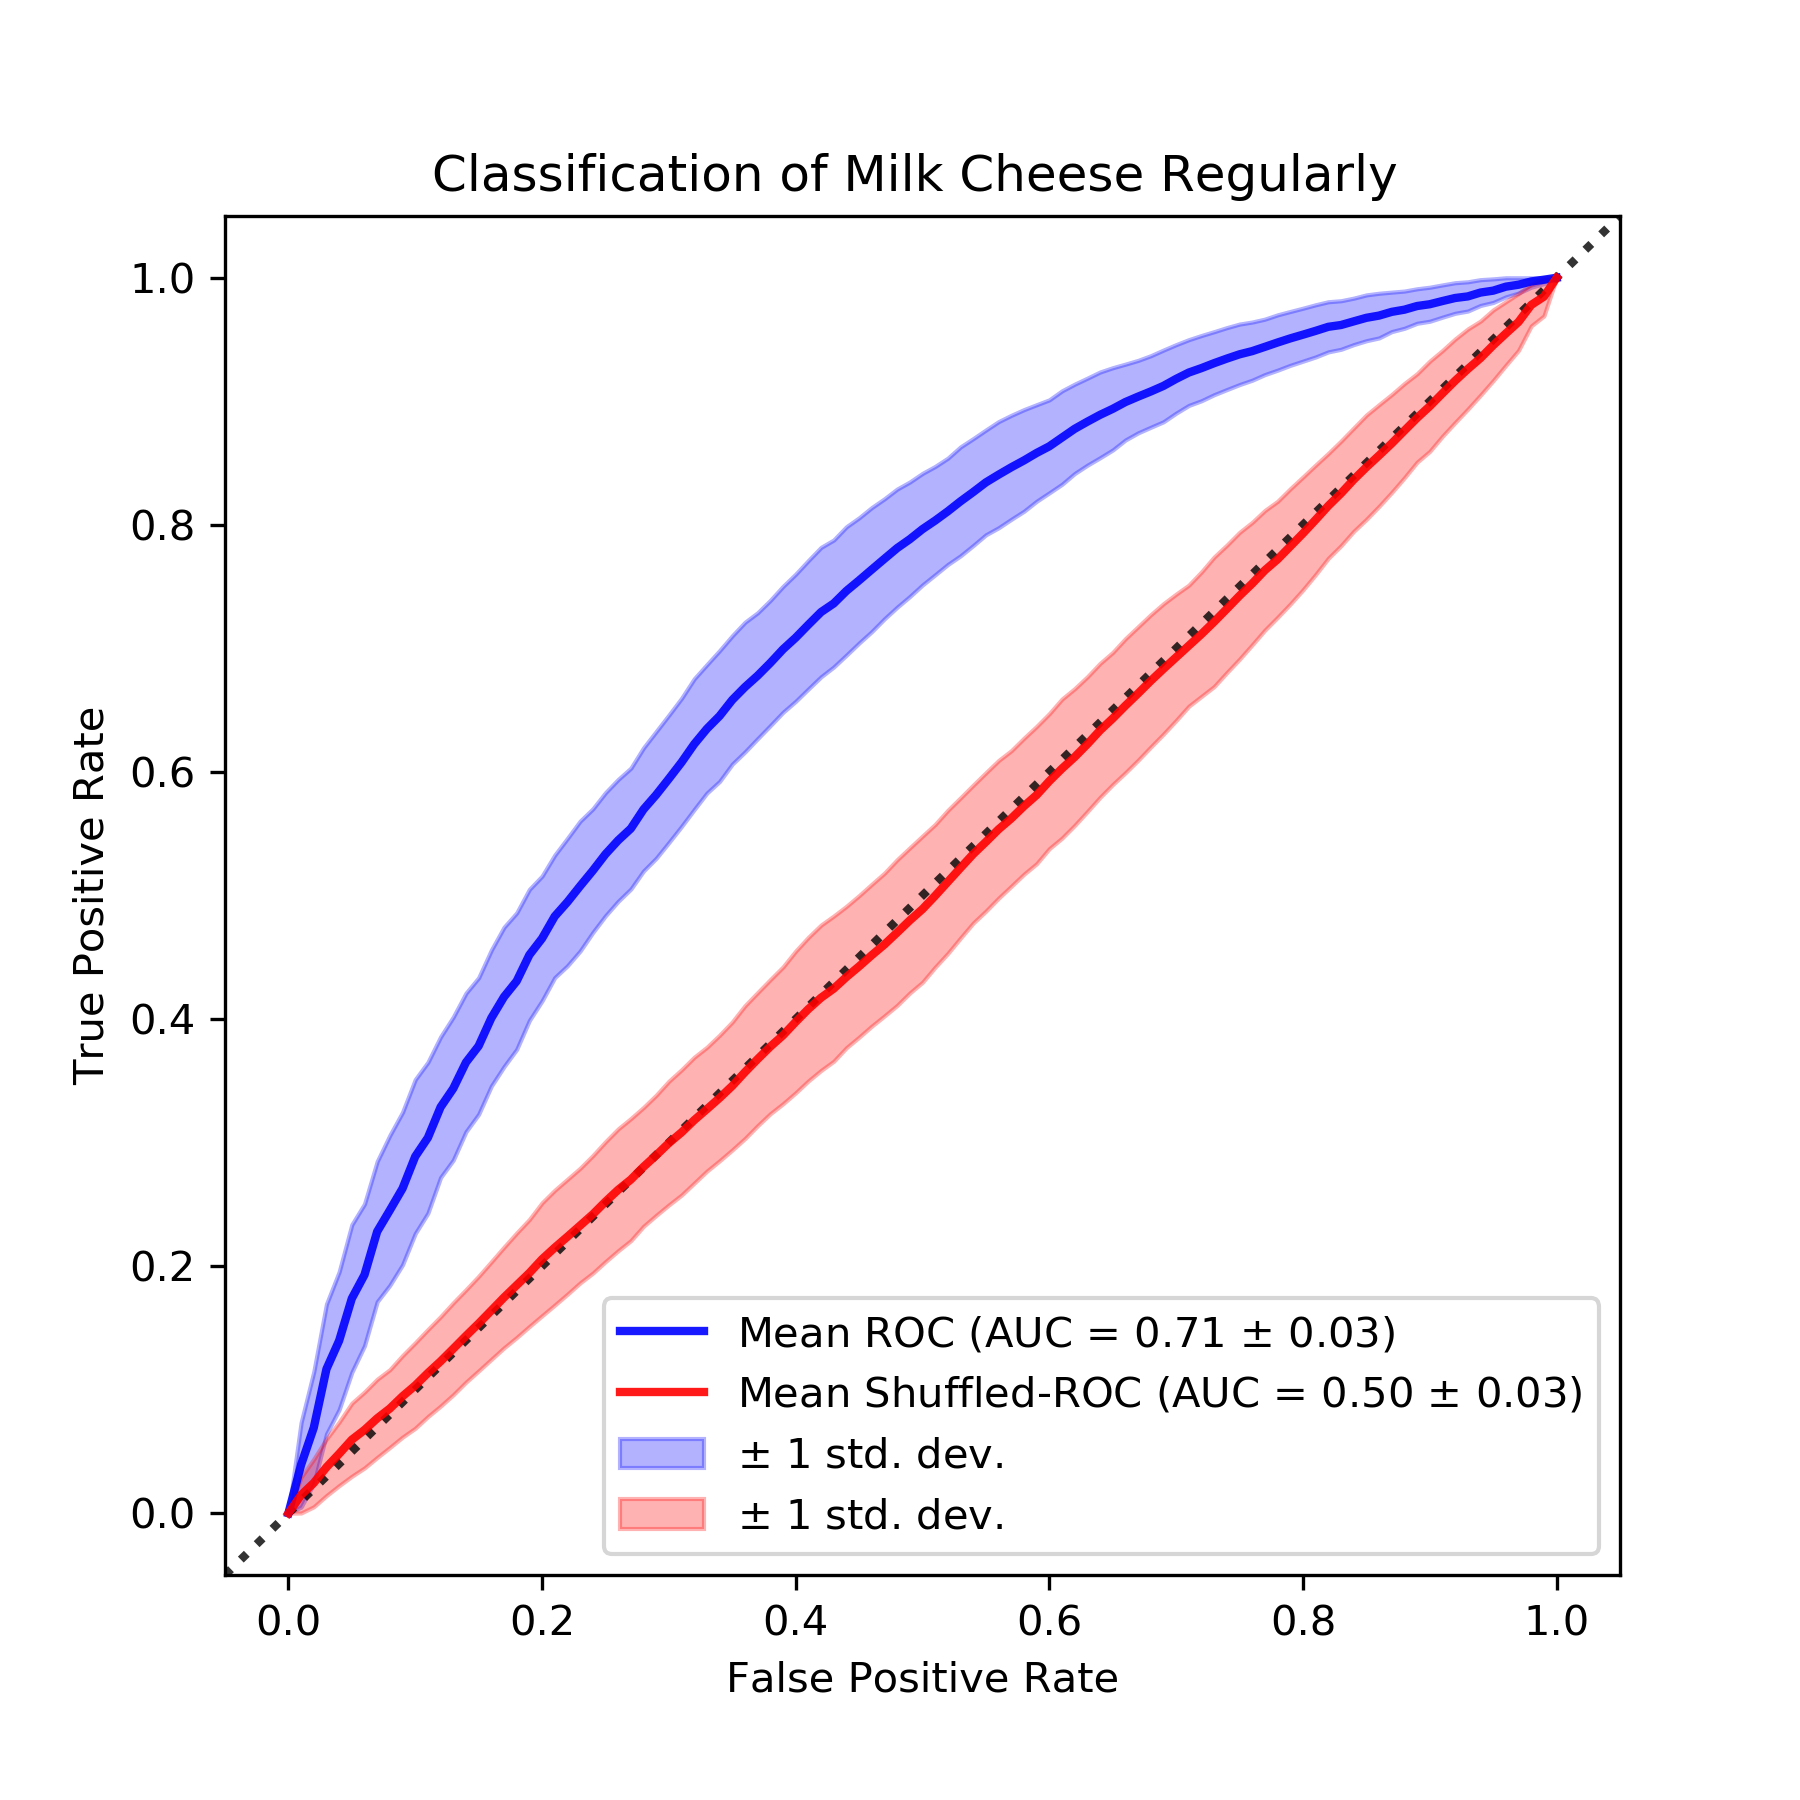 Classification of Milk Cheese Regularly
True Positive Rate
1.0
0.8
0.6
0.4
0.2
0.0
Mean ROC (AUC = 0.71 ± 0.03)
Mean Shuffled-ROC (AUC = 0.50 ± 0.03)
± 1 std. dev.
± 1 std. dev.
0.0 0.2 0.4 0.6 0.8 1.0
False Positive Rate